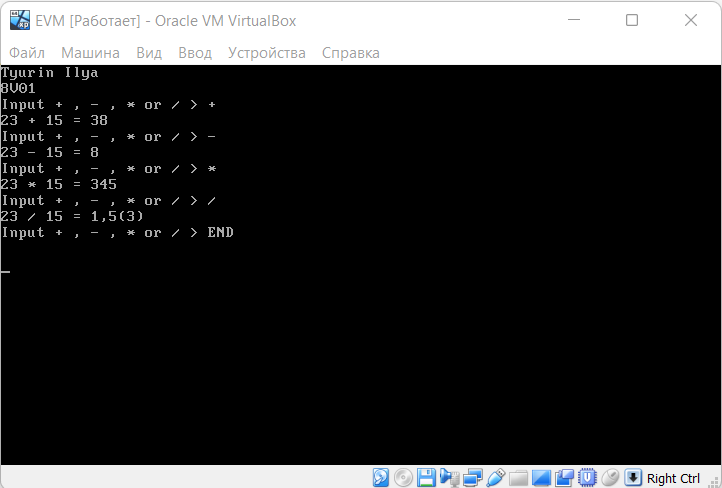 EVM [Работает] - Oracle VM VirtualBox
Файл Машина Вид Ввод Устройства Справка
Tyurin Ilya
8V01
Input + , - , * or / > +
23 + 15 = 38
Input + , - , * or / > -
23 - 15 = 8
Input + , - , * or / > *
23 * 15 = 345
Input + , - , * or / > /
23 / 15 = 1,5(3)
Input + , - , * or / > END
Right Ctrl